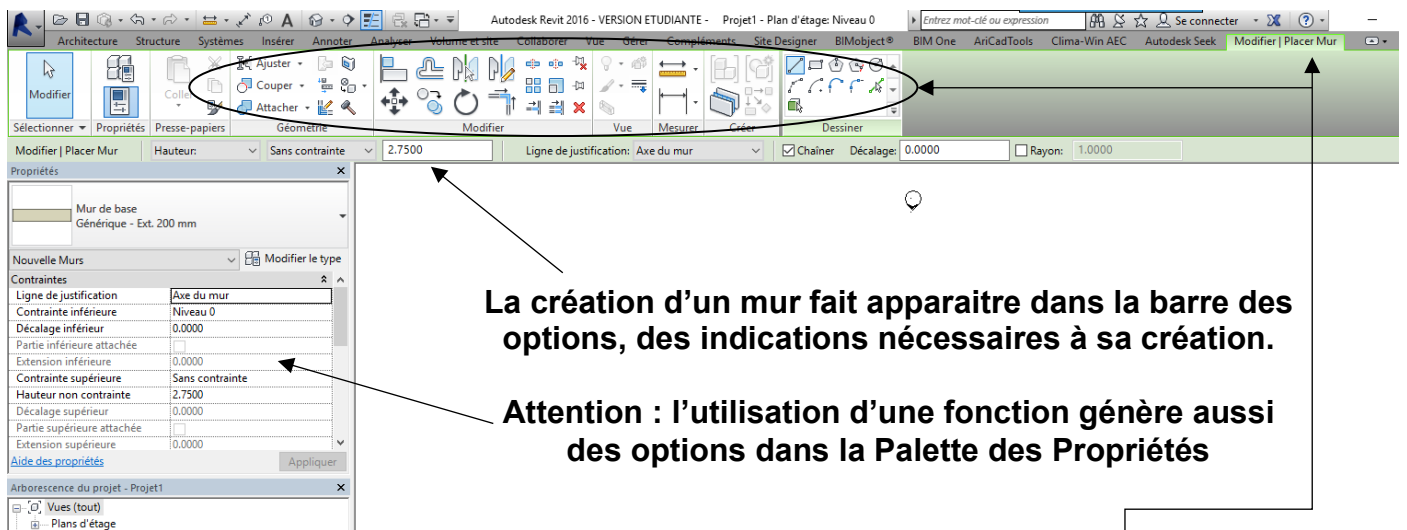 Autodesk Revit 2016 - VERSION ETUDIANTE - Projet1 - Plan d'étage: Niveau 0 Entrez mot-clé ou expression Se connecter
Architecture Structure Systèmes Insérer Annoter Analyser Volume et site Collaborer Vue Gérer Compléments Site Designer BIMobject® BIM One AriCadTools Clima-Win AEC Autodesk Seek Modifier | Placer Mur
Modifier
Coller
Ajuster
Couper
Attacher
Sélectionner Propriétés Presse-papiers Géométrie Modifier Vue Mesurer Créer Dessiner
Modifier | Placer Mur Hauteur: Sans contrainte 2.7500 Ligne de justification: Axe du mur Chaîner Décalage: 0.0000 Rayon: 1.0000
Propriétés
Mur de base
Générique - Ext. 200 mm
Nouvelle Murs Modifier le type
Contraintes
Ligne de justification Axe du mur
Contrainte inférieure Niveau 0
Décalage inférieur 0.0000
Partie inférieure attachée
Extension inférieure 0.0000
Contrainte supérieure Sans contrainte
Hauteur non contrainte 2.7500
Décalage supérieur 0.0000
Partie supérieure attachée
Extension supérieure 0.0000
Aide des propriétés Appliquer
Arborescence du projet - Projet1
Vues (tout)
Plans d'étage
La création d'un mur fait apparaitre dans la barre des
options, des indications nécessaires à sa création.
Attention : l'utilisation d'une fonction génère aussi
des options dans la Palette des Propriétés